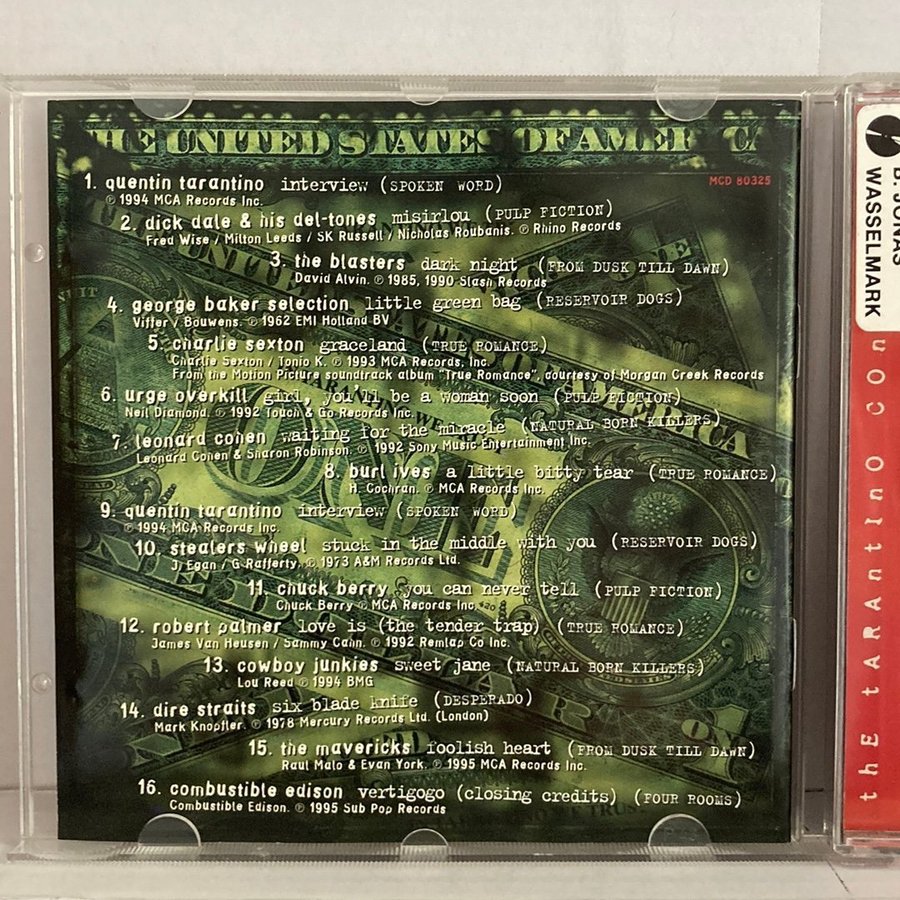 THE UNITED STATES OF AMERICA
MCD 80325
1. quentin tarantino interview (SPOKEN WORD)
℗ 1994 MCA Records Inc.
2. dick dale & his del-tones misirlou (PULP FICTION)
Fred Wise / Milton Leeds / SK Russell / Nicholas Roubanis. ℗ Rhino Records
3. the blasters dark night (FROM DUSK TILL DAWN)
David Alvin. ℗ 1985, 1990 Slash Records
4. george baker selection little green bag (RESERVOIR DOGS)
Visser / Bouwens. ℗ 1962 EMI Holland BV
5. charlie sexton graceland (TRUE ROMANCE)
Charlie Sexton / Tonio K. ℗ 1993 MCA Records, Inc.
From the Motion Picture soundtrack album "True Romance", courtesy of Morgan Creek Records
6. urge overkill girl, you'll be a woman soon (PULP FICTION)
Neil Diamond. ℗ 1992 Touch & Go Records Inc.
7. leonard cohen waiting for the miracle (NATURAL BORN KILLERS)
Leonard Cohen & Sharon Robinson. ℗ 1992 Sony Music Entertainment Inc.
8. burl ives a little bitty tear (TRUE ROMANCE)
H. Cochran. ℗ MCA Records Inc.
9. quentin tarantino interview (SPOKEN WORD)
℗ 1994 MCA Records Inc.
10. stealers wheel stuck in the middle with you (RESERVOIR DOGS)
J. Egan / G Rafferty. ℗ 1973 A&M Records Ltd.
11. chuck berry you can never tell (PULP FICTION)
Chuck Berry ℗ MCA Records Inc.
12. robert palmer love is (the tender trap) (TRUE ROMANCE)
James Van Heusen / Sammy Cahn. ℗ 1992 Remlap Co Inc.
13. cowboy junkies sweet jane (NATURAL BORN KILLERS)
Lou Reed ℗ 1994 BMG
14. dire straits six blade knife (DESPERADO)
Mark Knopfler. ℗ 1978 Mercury Records Ltd. (London)
15. the mavericks foolish heart (FROM DUSK TILL DAWN)
Raul Malo & Evan York. ℗ 1995 MCA Records Inc.
16. combustible edison vertigogo (closing credits) (FOUR ROOMS)
Combustible Edison. ℗ 1995 Sub Pop Records
B. JONAS
WASSELMARK
thE tARAntInO COn